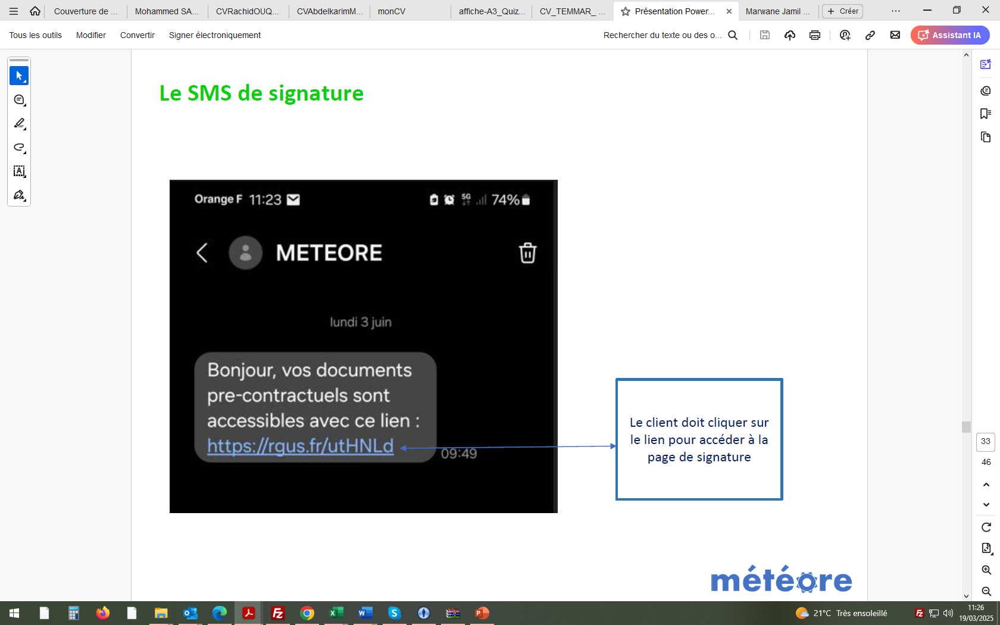 Couverture de ...
Mohammed SA...
CVRachidOUQ...
CVAbdelkarimM...
monCV
affiche-A3_Quiz...
CV_TEMMAR_ ...
Présentation Power...
Marwane Jamil ...
Créer
Tous les outils
Modifier
Convertir
Signer électroniquement
Rechercher du texte ou des o...
Assistant IA
Le SMS de signature
Orange F 11:23
5G
74%
METEORE
lundi 3 juin
Bonjour, vos documents
pre-contractuels sont
accessibles avec ce lien :
https://rgus.fr/utHNLd
09:49
Le client doit cliquer sur
le lien pour accéder à la
page de signature
météore
33
46
21°C Très ensoleillé
11:26
19/03/2025